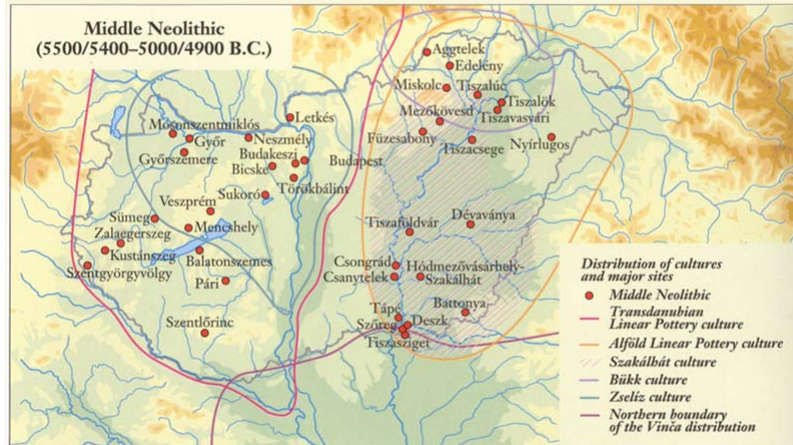 Middle Neolithic
(5500/5400–5000/4900 B.C.)
Aggtelek
Edelény
Miskolc
Tiszalúc
Tiszalök
Mezőkövesd
Tiszavasvári
Füzesabony
Tiszacsege
Nyírlugos
Letkés
Mosonszentmiklós
Győr
Neszmély
Győrszemere
Budakeszi
Budapest
Bicske
Törökbálint
Sukoró
Veszprém
Sümeg
Mencshely
Zalaegerszeg
Kustánszeg
Balatonszemes
Szentgyörgyvölgy
Pári
Szentlőrinc
Tiszaföldvár
Dévaványa
Csongrád
Hódmezővásárhely-
Szakálhát
Csanytelek
Tápé
Battonya
Szőreg
Deszk
Tiszasziget
Distribution of cultures
and major sites
Middle Neolithic
Transdanubian
Linear Pottery culture
Alföld Linear Pottery culture
Szakálhát culture
Bükk culture
Zselíz culture
Northern boundary
of the Vinča distribution